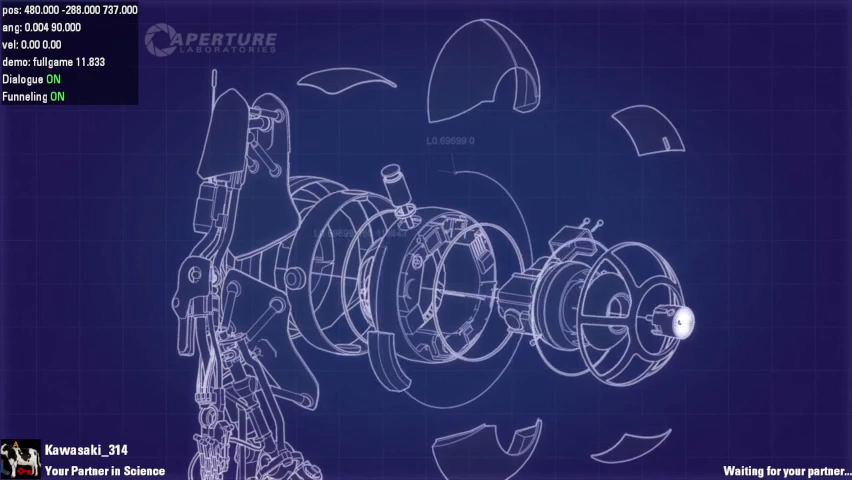 pos: 480.000 -288.000 737.000
ang: 0.004 90.000
vel: 0.00 0.00
demo: fullgame 11.833
Dialogue ON
Funneling ON
APERTURE
LABORATORIES
L0.69699 0
Kawasaki_314
Your Partner in Science
Waiting for your partner...